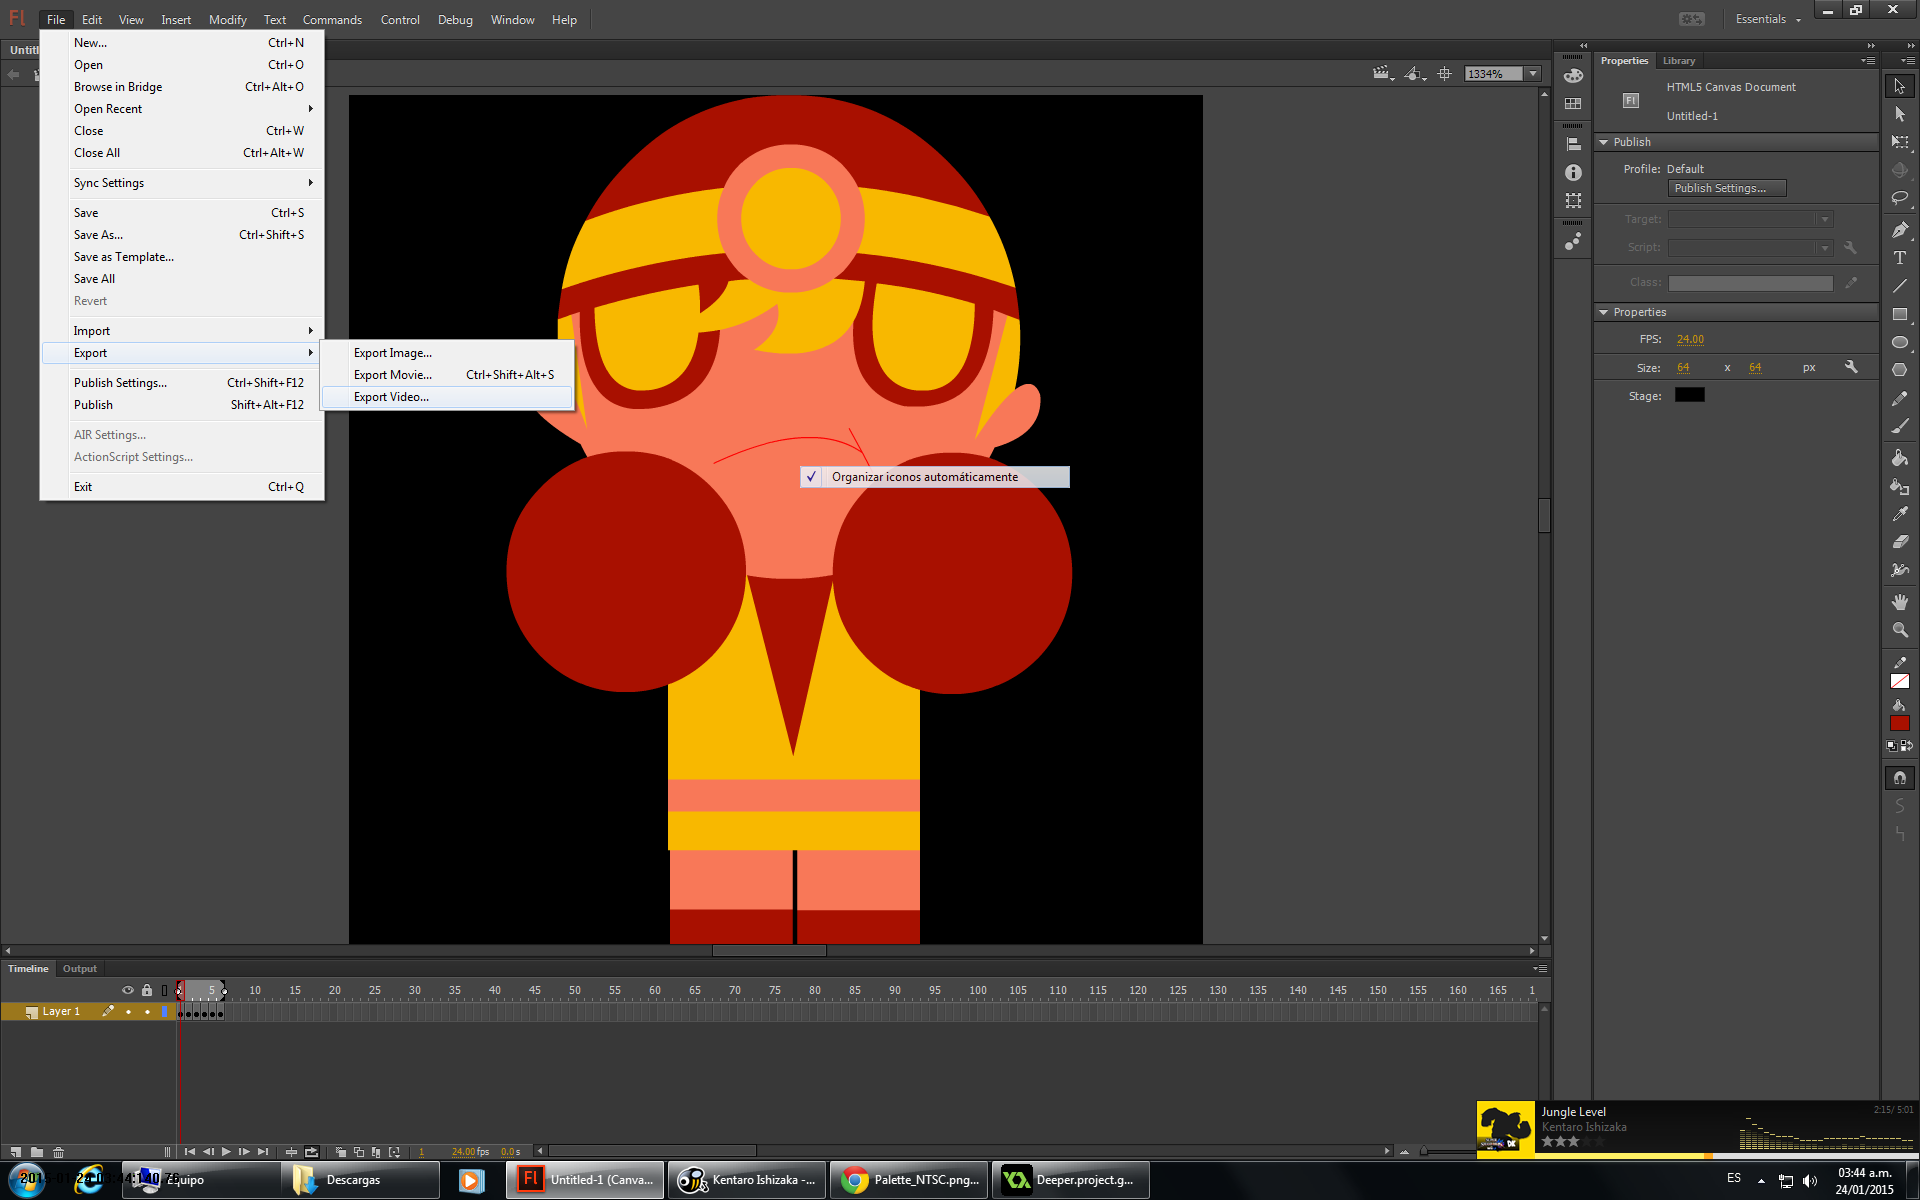 Fl File Edit View Insert Modify Text Commands Control Debug Window Help Essentials
Untitl
New... Ctrl+N
Open Ctrl+O
Browse in Bridge Ctrl+Alt+O
Open Recent
Close Ctrl+W
Close All Ctrl+Alt+W
Sync Settings
Save Ctrl+S
Save As... Ctrl+Shift+S
Save as Template...
Save All
Revert
Import
Export
Publish Settings... Ctrl+Shift+F12
Publish Shift+Alt+F12
AIR Settings...
ActionScript Settings...
Exit Ctrl+Q
Export Image...
Export Movie... Ctrl+Shift+Alt+S
Export Video...
Organizar iconos automáticamente
1334%
Properties Library
Fl
HTML5 Canvas Document
Untitled-1
Publish
Profile: Default
Publish Settings...
Target:
Script:
Class:
Properties
FPS: 24.00
Size: 64 x 64 px
Stage:
T
Timeline Output
5 10 15 20 25 30 35 40 45 50 55 60 65 70 75 80 85 90 95 100 105 110 115 120 125 130 135 140 145 150 155 160 165 1
Layer 1
1 24.00 fps 0.0 s
Jungle Level 2:15/ 5:01
Kentaro Ishizaka
DK
Equipo
Descargas
Fl Untitled-1 (Canva...
Kentaro Ishizaka -...
Palette_NTSC.png...
Deeper.project.g...
ES
03:44 a.m.
24/01/2015